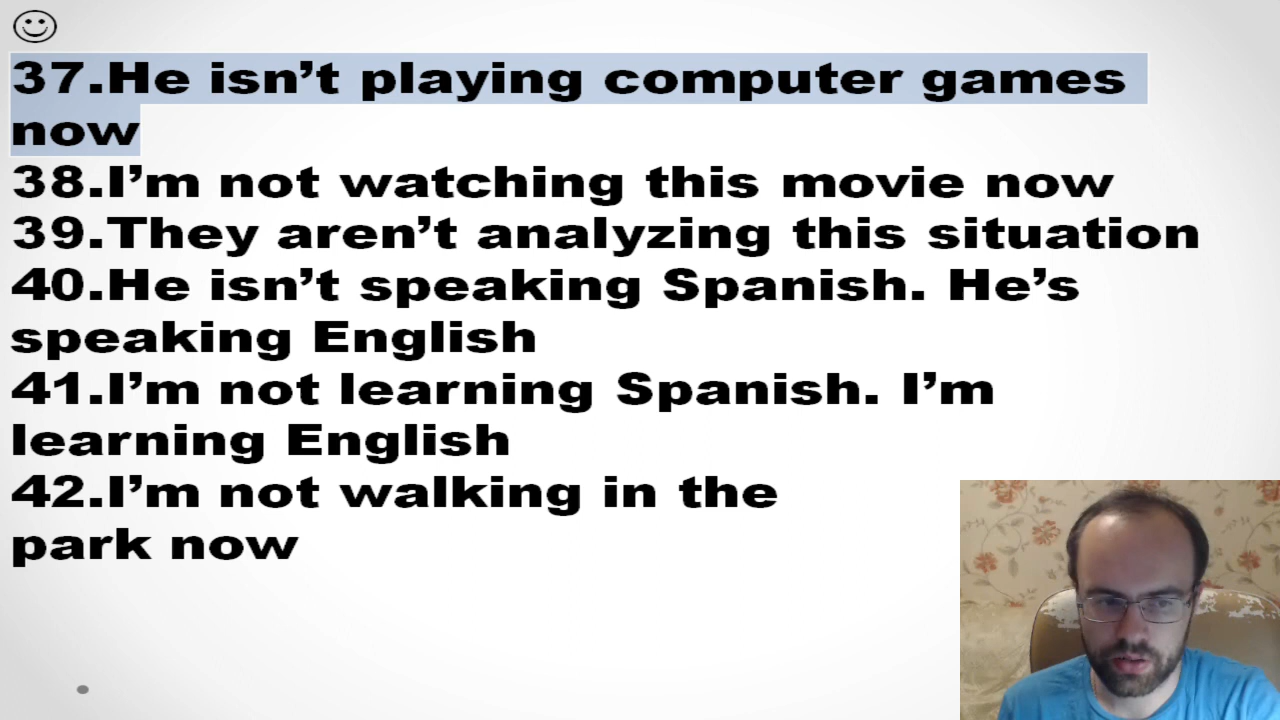 37.He isn’t playing computer games
now
38.I’m not watching this movie now
39.They aren’t analyzing this situation
40.He isn’t speaking Spanish. He’s
speaking English
41.I’m not learning Spanish. I’m
learning English
42.I’m not walking in the
park now